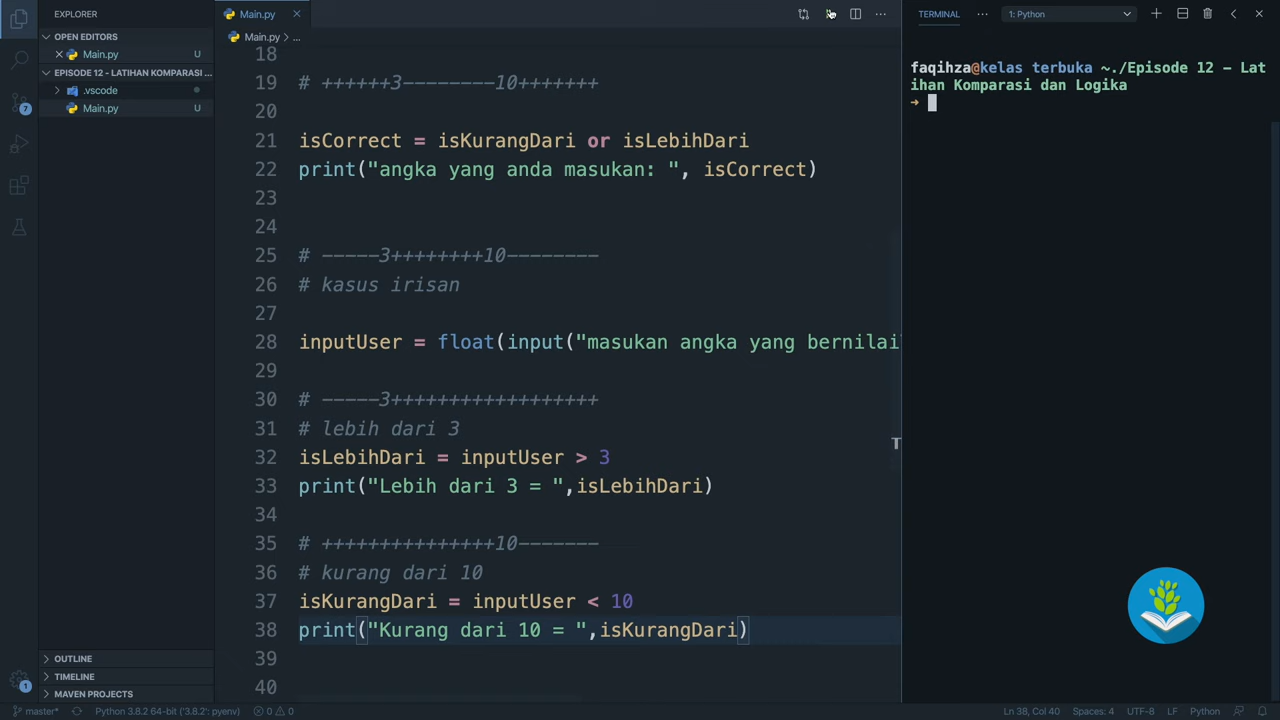 EXPLORER
OPEN EDITORS
Main.py U
EPISODE 12 - LATIHAN KOMPARASI ...
.vscode
Main.py U
7
OUTLINE
TIMELINE
MAVEN PROJECTS
1
Main.py
Main.py > ...
18
19 # ++++++3--------10+++++++
20
21 isCorrect = isKurangDari or isLebihDari
22 print("angka yang anda masukan: ", isCorrect)
23
24
25 # -----3++++++++10--------
26 # kasus irisan
27
28 inputUser = float(input("masukan angka yang bernilai
29
30 # -----3++++++++++++++++++
31 # lebih dari 3
32 isLebihDari = inputUser > 3
33 print("Lebih dari 3 = ",isLebihDari)
34
35 # +++++++++++++++10-------
36 # kurang dari 10
37 isKurangDari = inputUser < 10
38 print("Kurang dari 10 = ",isKurangDari)
39
40
TERMINAL ... 1: Python
faqihza@kelas terbuka ~./Episode 12 - Lat
ihan Komparasi dan Logika
➜
master* Python 3.8.2 64-bit ('3.8.2': pyenv) 0 0 Ln 38, Col 40 Spaces: 4 UTF-8 LF Python